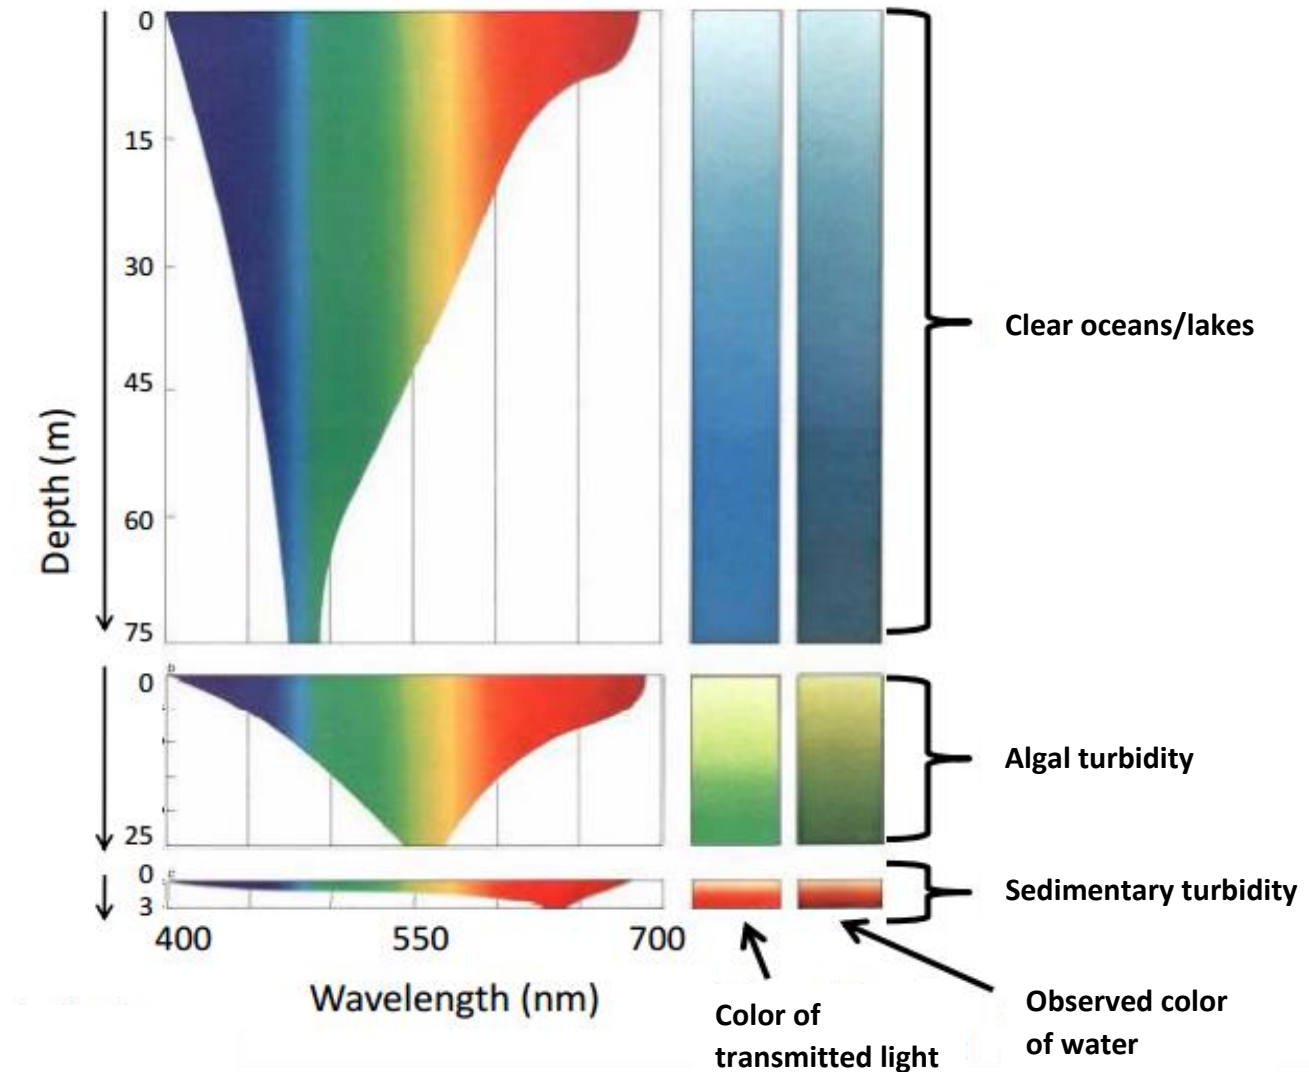 0
15
30
45
60
75
Depth (m)
Clear oceans/lakes
b
0
25
Algal turbidity
c
0
3
Sedimentary turbidity
400
550
700
Wavelength (nm)
Color of
transmitted light
Observed color
of water